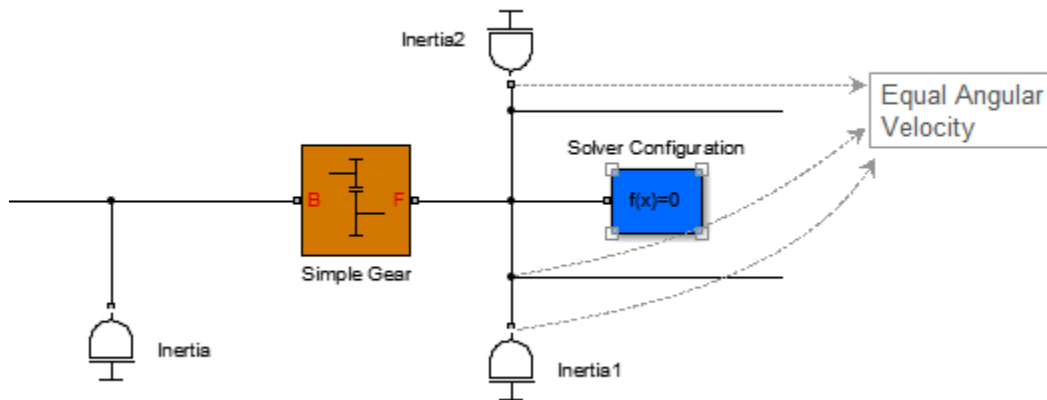 Inertia2
Equal Angular
Velocity
Solver Configuration
B
F
f(x)=0
Simple Gear
Inertia
Inertia1